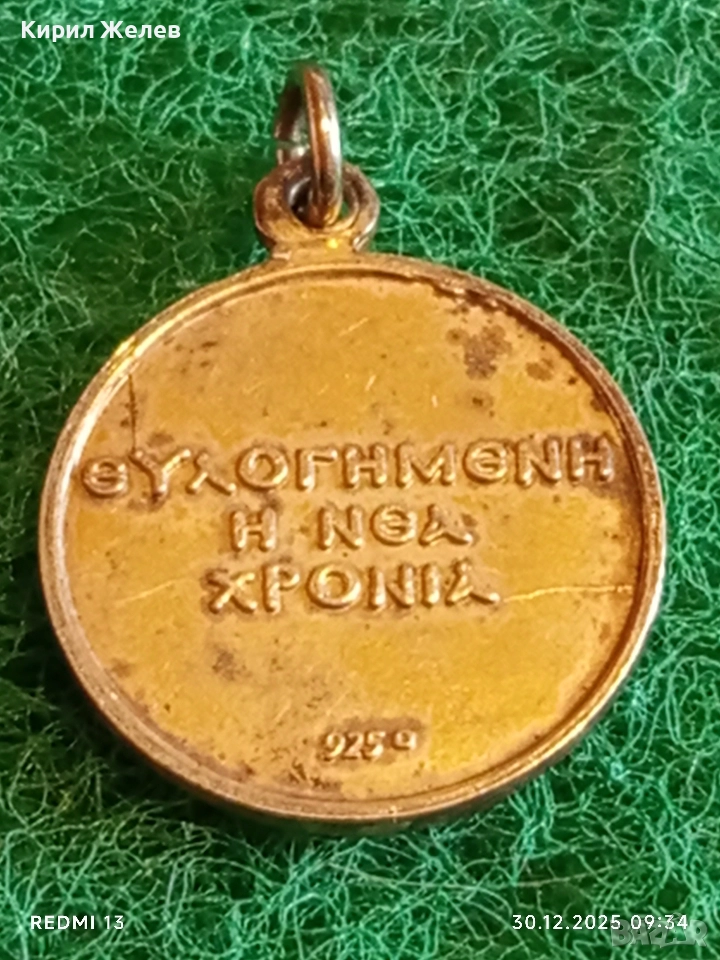 Кирил Желев
ΕΥΛΟΓΗΜΕΝΗ
Η ΝΕΑ
ΧΡΟΝΙΑ
925
REDMI 13
30.12.2025 09:34